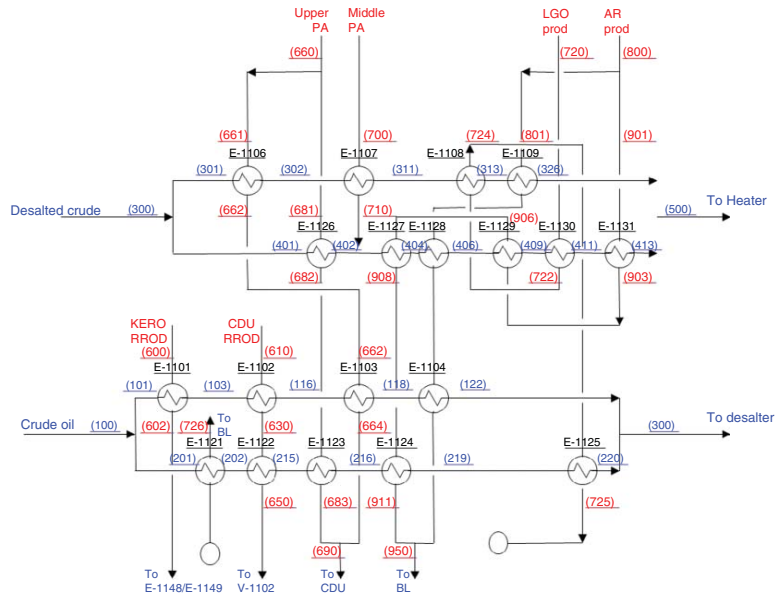 Upper Middle LGO AR
PA PA prod prod
(660) (720) (800)
(661) (700) (724) (801) (901)
E-1106 E-1107 E-1108 E-1109
(301) (302) (311) (313) (326)
Desalted crude (300) (662) (681) (710) (906) To Heater
(500)
E-1126 E-1127 E-1128 E-1129 E-1130 E-1131
(401) (402) (404) (406) (409) (411) (413)
(682) (908) (722) (903)
KERO CDU
RROD RROD
(600) (610) (662)
E-1101 E-1102 E-1103 E-1104
(101) (103) (116) (118) (122)
Crude oil (100) (602) (726) To BL (630) (664) (300) To desalter
E-1121 E-1122 E-1123 E-1124 E-1125
(201) (202) (215) (216) (219) (220)
(650) (683) (911) (725)
(690) (950)
To To To To
E-1148/E-1149 V-1102 CDU BL